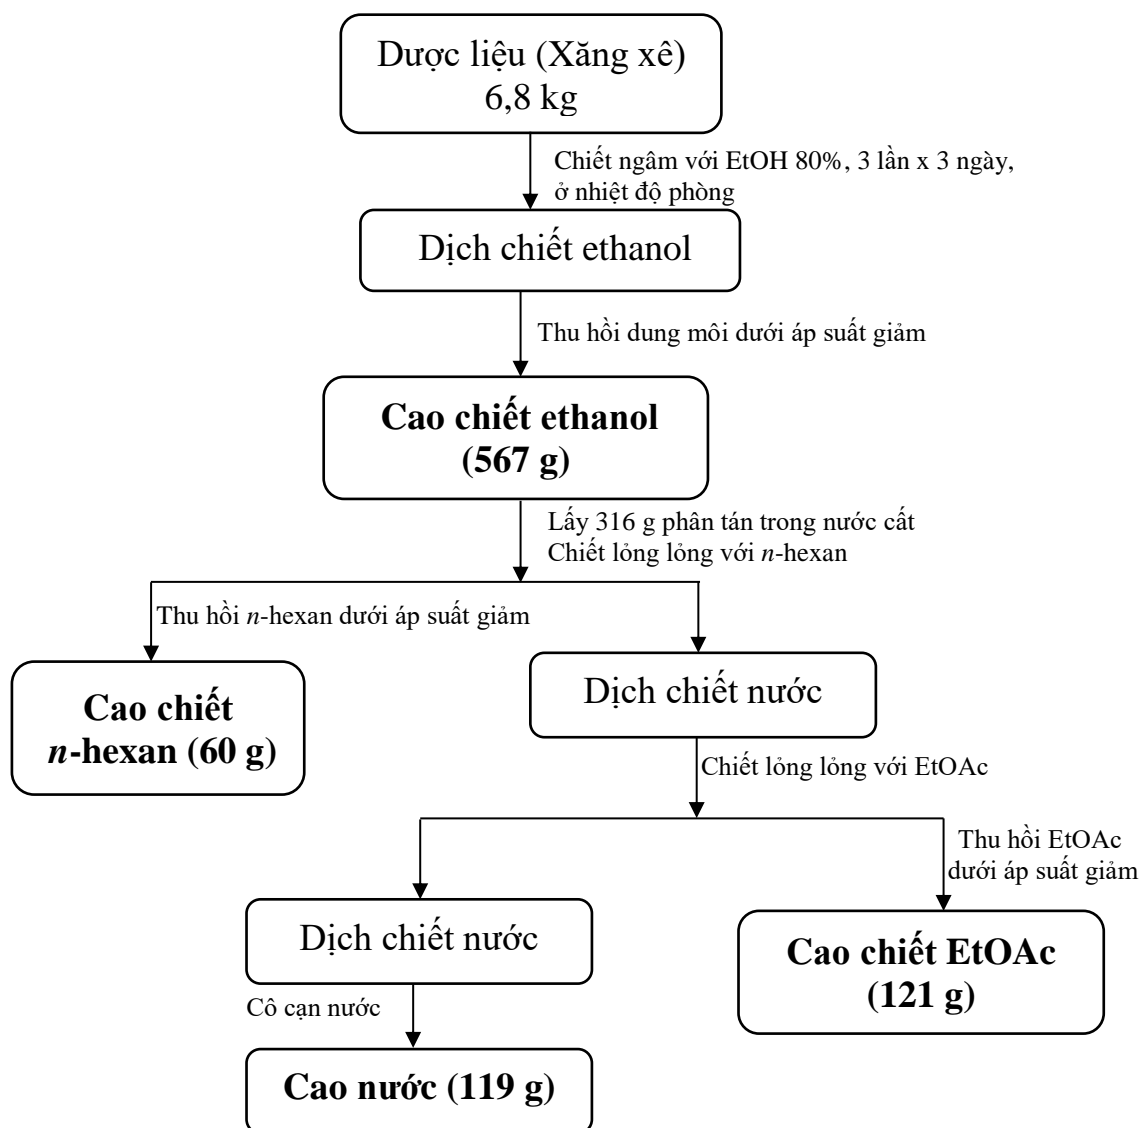 Dược liệu (Xăng xê)
6,8 kg
Chiết ngâm với EtOH 80%, 3 lần x 3 ngày,
ở nhiệt độ phòng
Dịch chiết ethanol
Thu hồi dung môi dưới áp suất giảm
Cao chiết ethanol
(567 g)
Lấy 316 g phân tán trong nước cất
Chiết lỏng lỏng với n-hexan
Thu hồi n-hexan dưới áp suất giảm
Cao chiết
n-hexan (60 g)
Dịch chiết nước
Chiết lỏng lỏng với EtOAc
Thu hồi EtOAc
dưới áp suất giảm
Dịch chiết nước
Cao chiết EtOAc
(121 g)
Cô cạn nước
Cao nước (119 g)